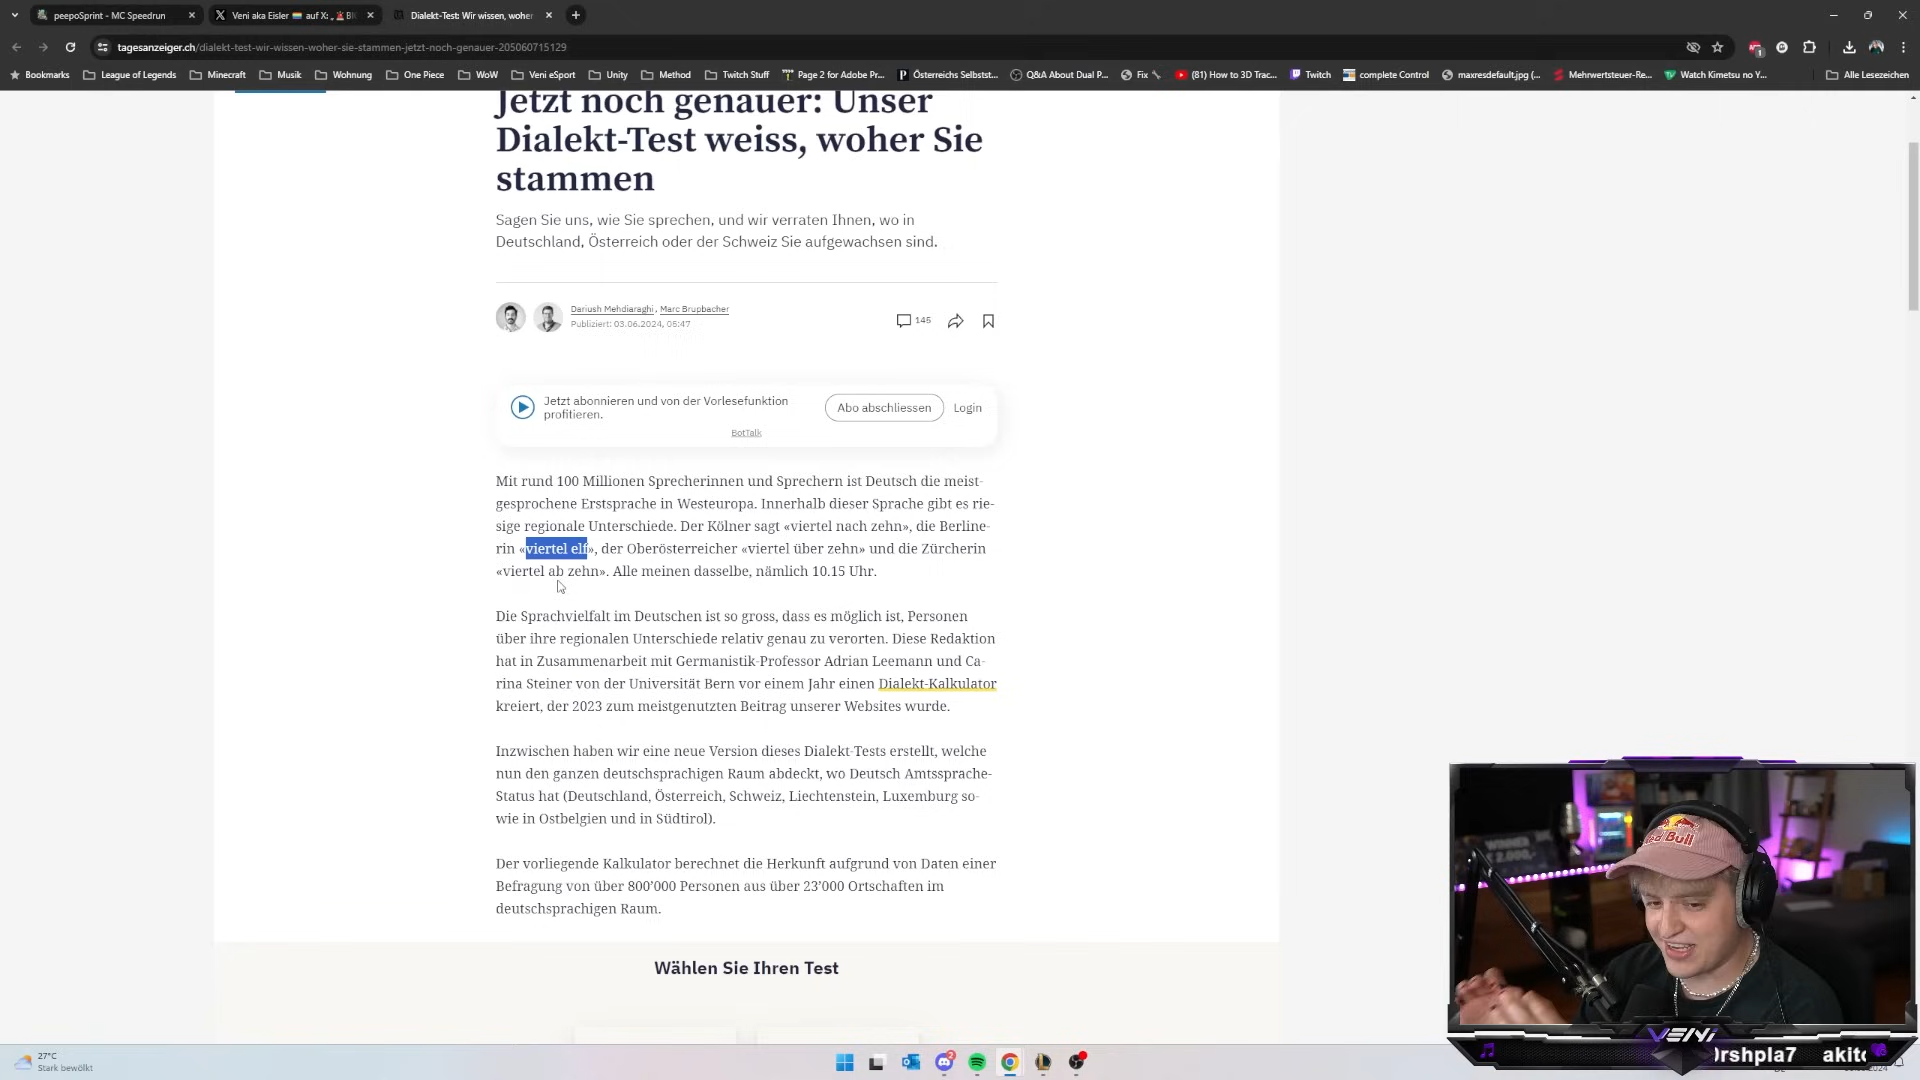 peepoSprint - MC Speedrun
Veni aka Eisler 🏳️‍🌈 auf X: „🚨BI
Dialekt-Test: Wir wissen, woher
tagesanzeiger.ch/dialekt-test-wir-wissen-woher-sie-stammen-jetzt-noch-genauer-205060715129
Bookmarks
League of Legends
Minecraft
Musik
Wohnung
One Piece
WoW
Veni eSport
Unity
Method
Twitch Stuff
Page 2 for Adobe Pr...
Österreichs Selbstst...
Q&A About Dual P...
Fix 🔧
(81) How to 3D Trac...
Twitch
complete Control
maxresdefault.jpg (...
Mehrwertsteuer-Re...
Watch Kimetsu no Y...
Alle Lesezeichen
Jetzt noch genauer: Unser
Dialekt-Test weiss, woher Sie
stammen
Sagen Sie uns, wie Sie sprechen, und wir verraten Ihnen, wo in
Deutschland, Österreich oder der Schweiz Sie aufgewachsen sind.
Dariush Mehdiaraghi, Marc Brupbacher
Publiziert: 03.06.2024, 05:47
145
Jetzt abonnieren und von der Vorlesefunktion
profitieren.
Abo abschliessen
Login
BotTalk
Mit rund 100 Millionen Sprecherinnen und Sprechern ist Deutsch die meist-
gesprochene Erstsprache in Westeuropa. Innerhalb dieser Sprache gibt es rie-
sige regionale Unterschiede. Der Kölner sagt «viertel nach zehn», die Berline-
rin «viertel elf», der Oberösterreicher «viertel über zehn» und die Zürcherin
«viertel ab zehn». Alle meinen dasselbe, nämlich 10.15 Uhr.
Die Sprachvielfalt im Deutschen ist so gross, dass es möglich ist, Personen
über ihre regionalen Unterschiede relativ genau zu verorten. Diese Redaktion
hat in Zusammenarbeit mit Germanistik-Professor Adrian Leemann und Ca-
rina Steiner von der Universität Bern vor einem Jahr einen Dialekt-Kalkulator
kreiert, der 2023 zum meistgenutzten Beitrag unserer Websites wurde.
Inzwischen haben wir eine neue Version dieses Dialekt-Tests erstellt, welche
nun den ganzen deutschsprachigen Raum abdeckt, wo Deutsch Amtssprache-
Status hat (Deutschland, Österreich, Schweiz, Liechtenstein, Luxemburg so-
wie in Ostbelgien und in Südtirol).
Der vorliegende Kalkulator berechnet die Herkunft aufgrund von Daten einer
Befragung von über 800’000 Personen aus über 23’000 Ortschaften im
deutschsprachigen Raum.
Wählen Sie Ihren Test
WINNER
Red Bull
VENI
rshpla7 akito
27°C
Stark bewölkt
2